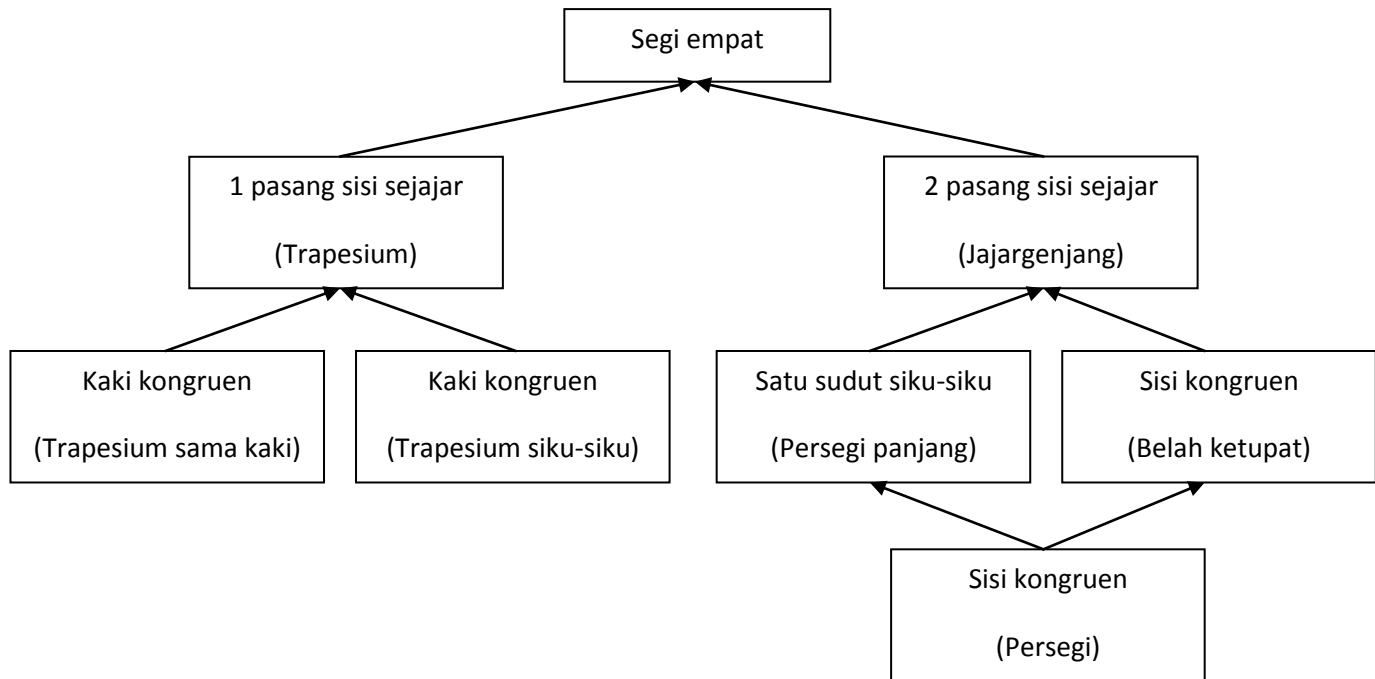 Segi empat
1 pasang sisi sejajar
(Trapesium)
2 pasang sisi sejajar
(Jajargenjang)
Kaki kongruen
(Trapesium sama kaki)
Kaki kongruen
(Trapesium siku-siku)
Satu sudut siku-siku
(Persegi panjang)
Sisi kongruen
(Belah ketupat)
Sisi kongruen
(Persegi)